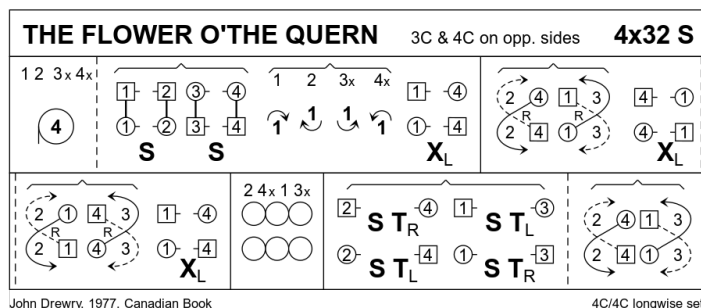 THE FLOWER O'THE QUERN 3C & 4C on opp. sides 4x32 S
1 2 3x 4x
4
1 2 3 4
1 2 3 4
S S
1 2 3x 4x
1 1 1 1
1 4
1 4
XL
2 4 1 3
R R
2 4 1 3
4 1
4 1
XL
2 1 4 3
R R
2 1 4 3
1 4
1 4
XL
2 4x 1 3x
2 S TR 4 1 S TL 3
2 S TL 4 1 S TR 3
2 4 1 3
2 4 1 3
John Drewry, 1977, Canadian Book 4C/4C longwise set